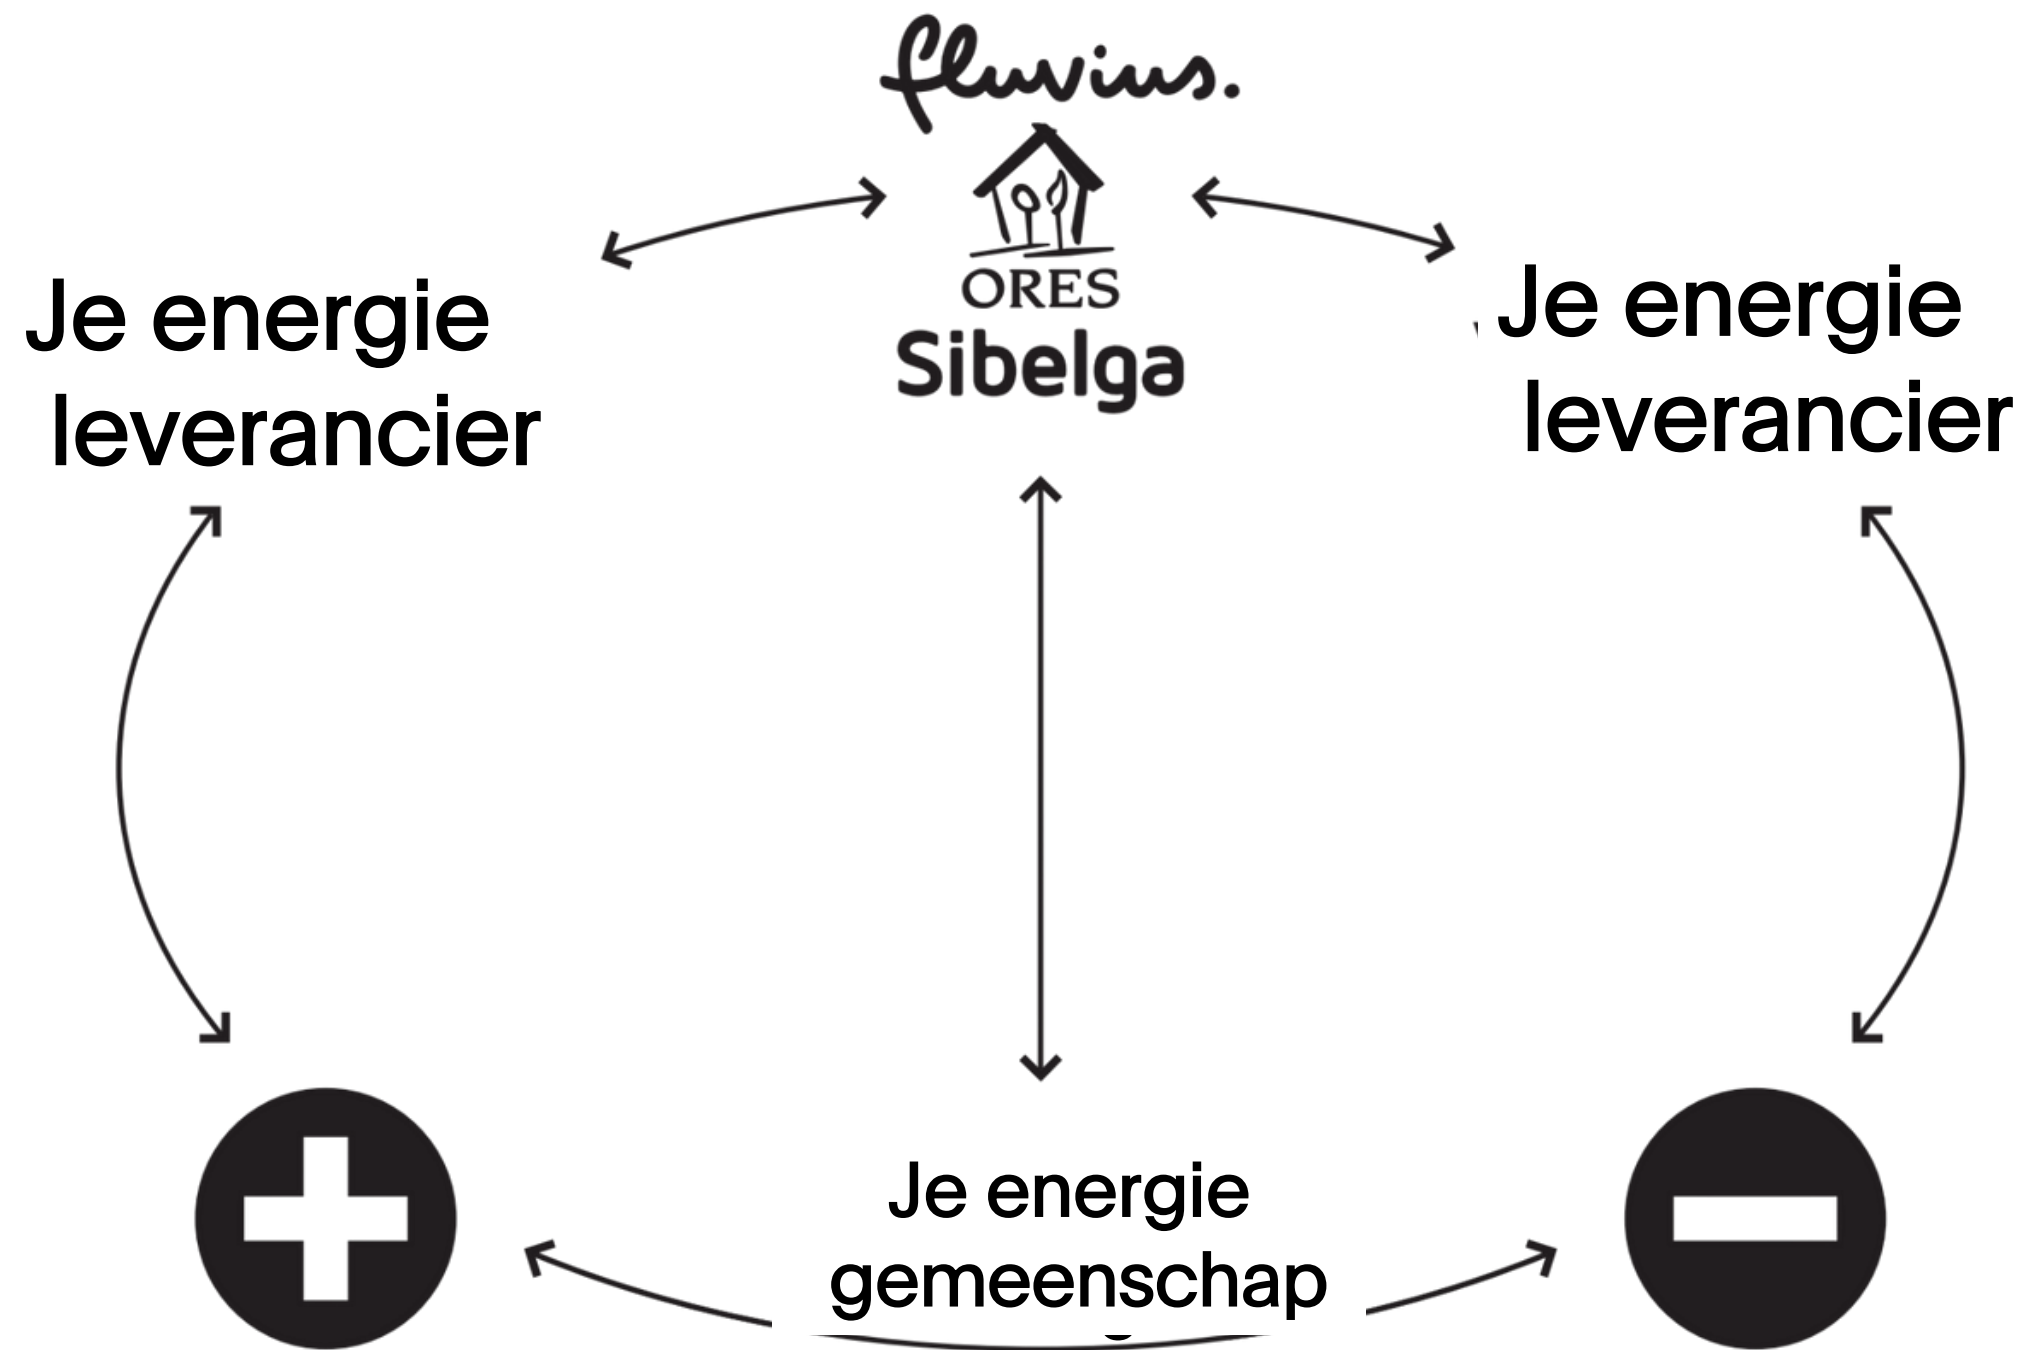 fluvius.
ORES
Sibelga
Je energie
leverancier
Je energie
leverancier
Je energie
gemeenschap